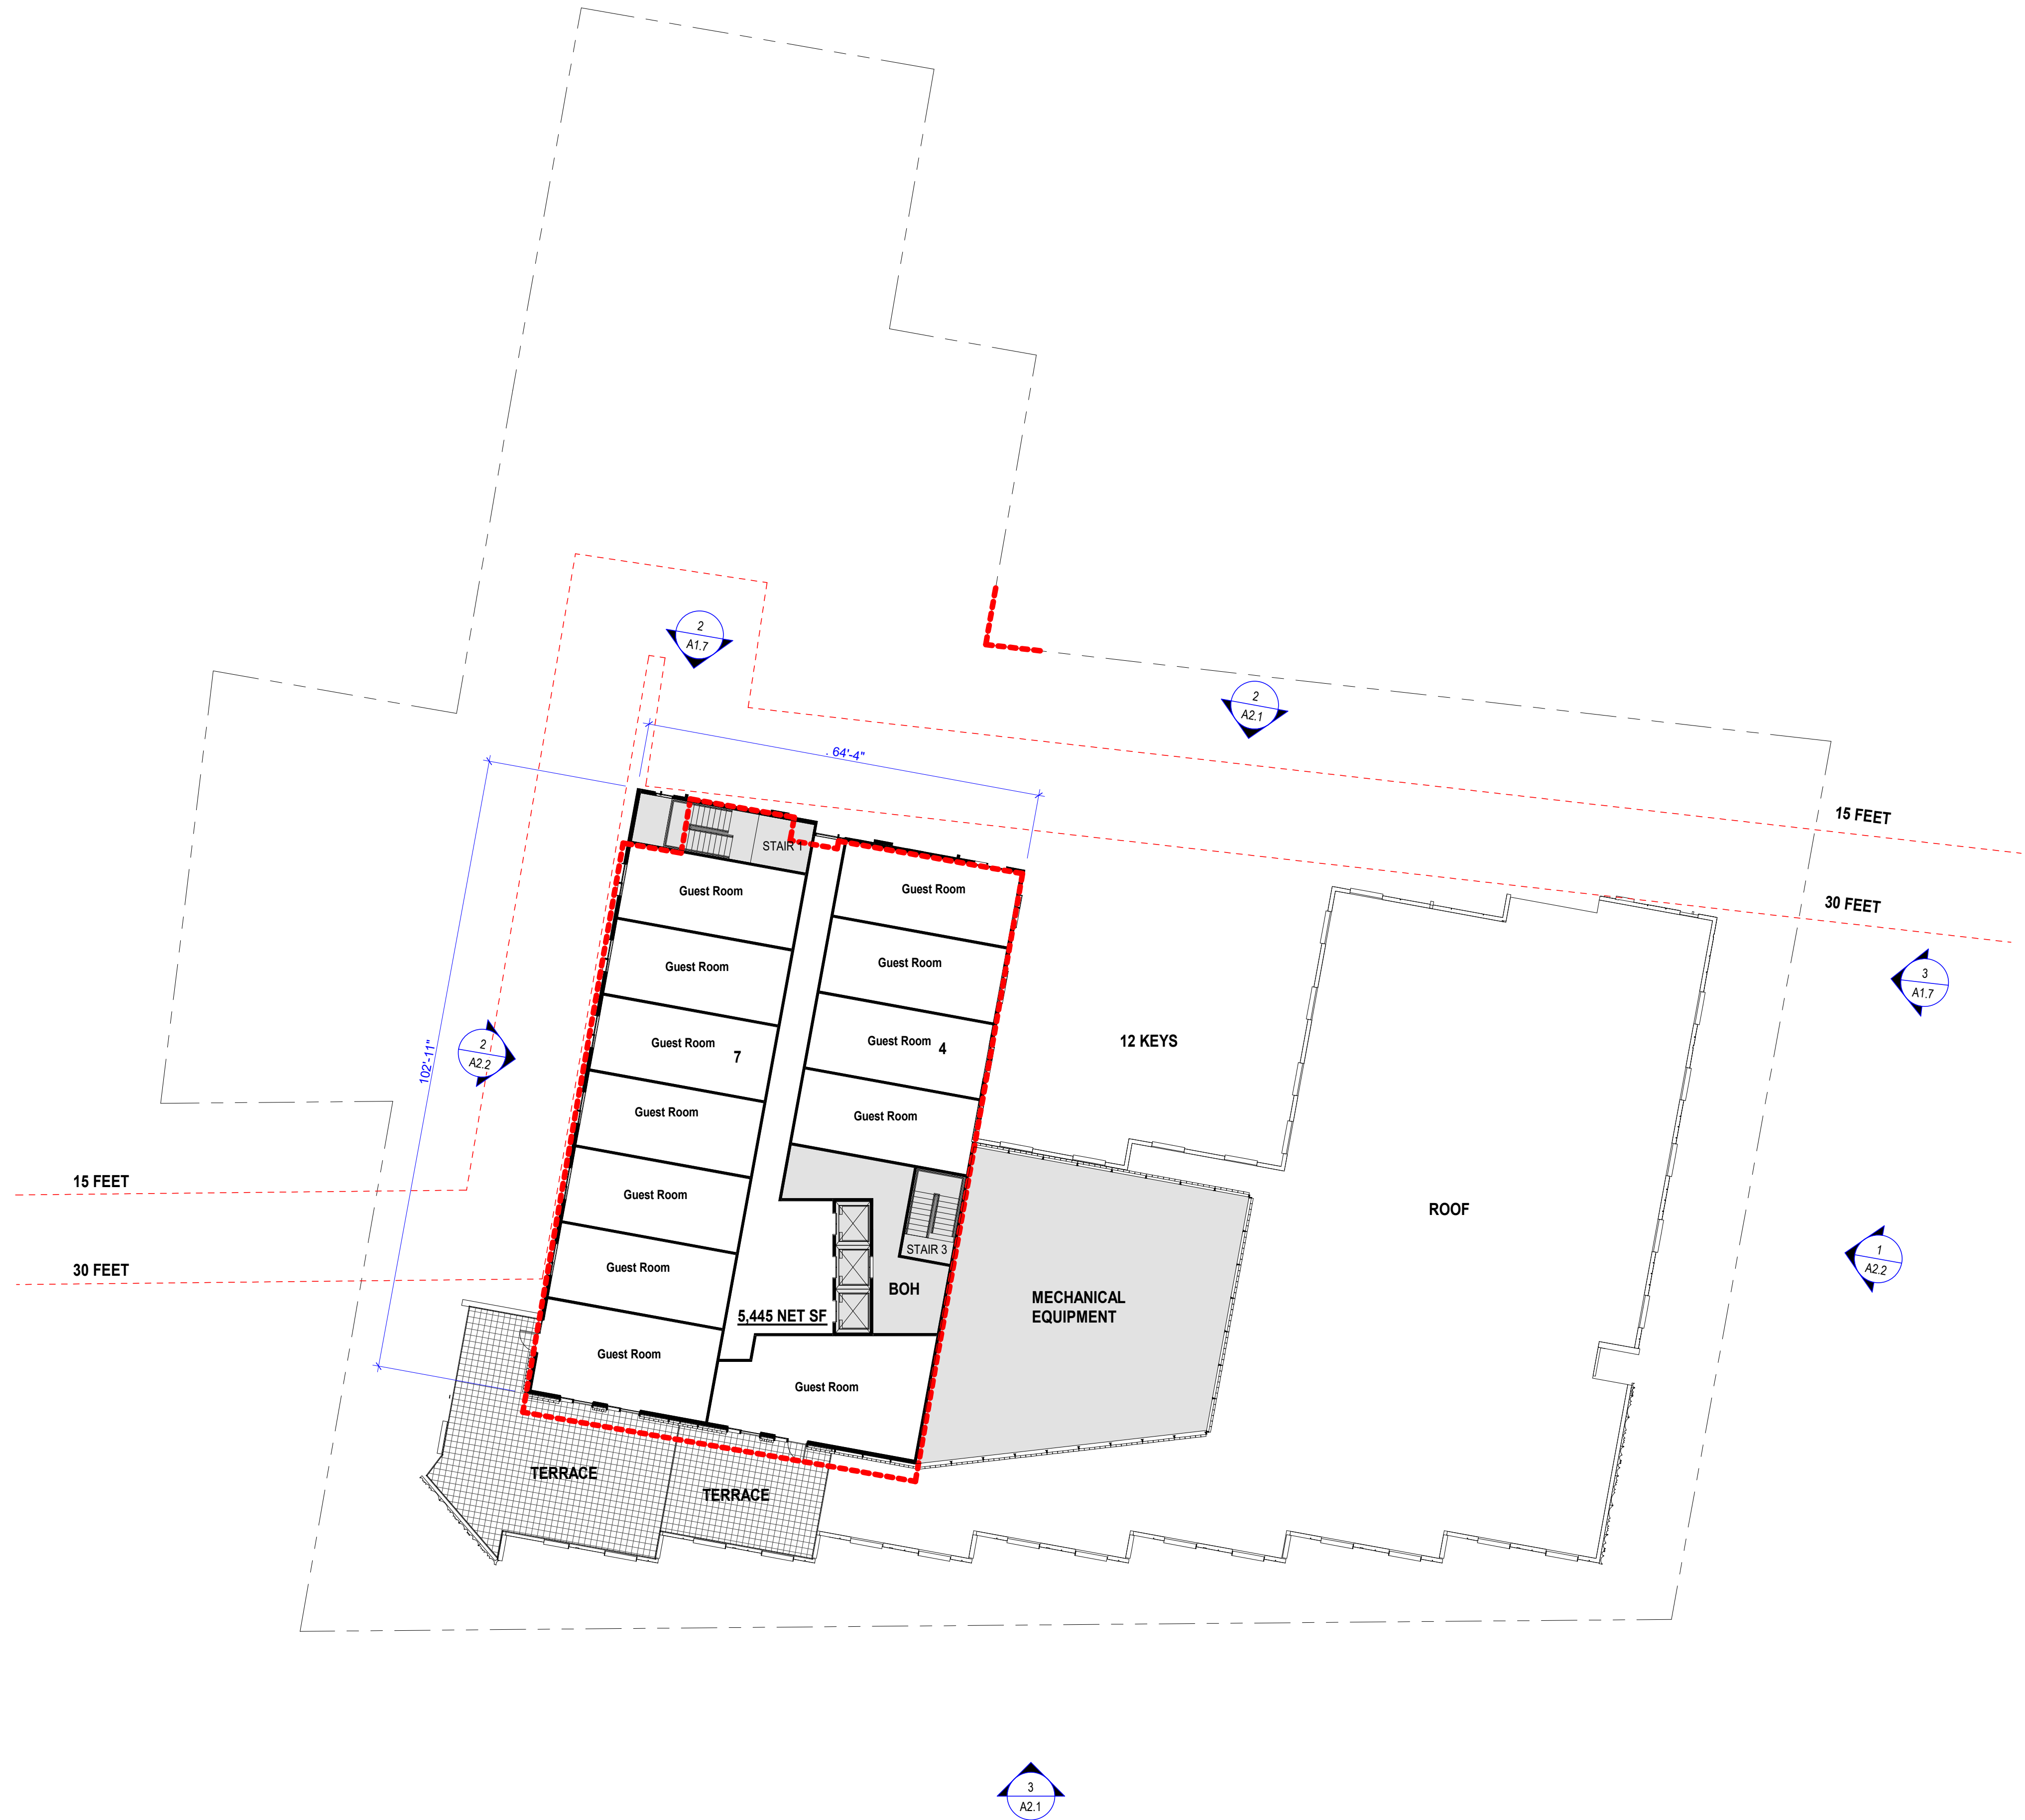 2
A1.7
2
A2.1
. 64'-4"
15 FEET
STAIR 1
Guest Room
Guest Room
30 FEET
Guest Room
Guest Room
3
A1.7
2
A2.2
102'-11"
Guest Room
7
Guest Room
4
12 KEYS
Guest Room
Guest Room
15 FEET
Guest Room
ROOF
STAIR 3
1
A2.2
30 FEET
Guest Room
BOH
MECHANICAL
EQUIPMENT
5,445 NET SF
Guest Room
Guest Room
TERRACE
TERRACE
3
A2.1